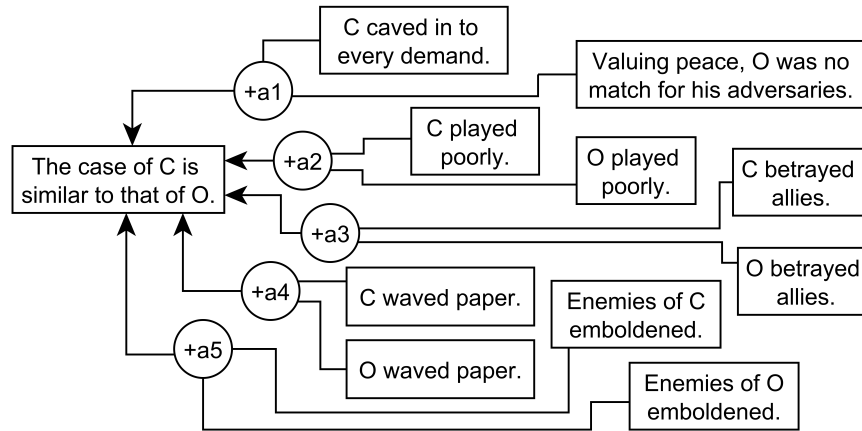 C caved in to
every demand.
+a1
Valuing peace, O was no
match for his adversaries.
The case of C is
similar to that of O.
+a2
C played
poorly.
O played
poorly.
C betrayed
allies.
+a3
O betrayed
allies.
+a4
C waved paper.
Enemies of C
emboldened.
+a5
O waved paper.
Enemies of O
emboldened.